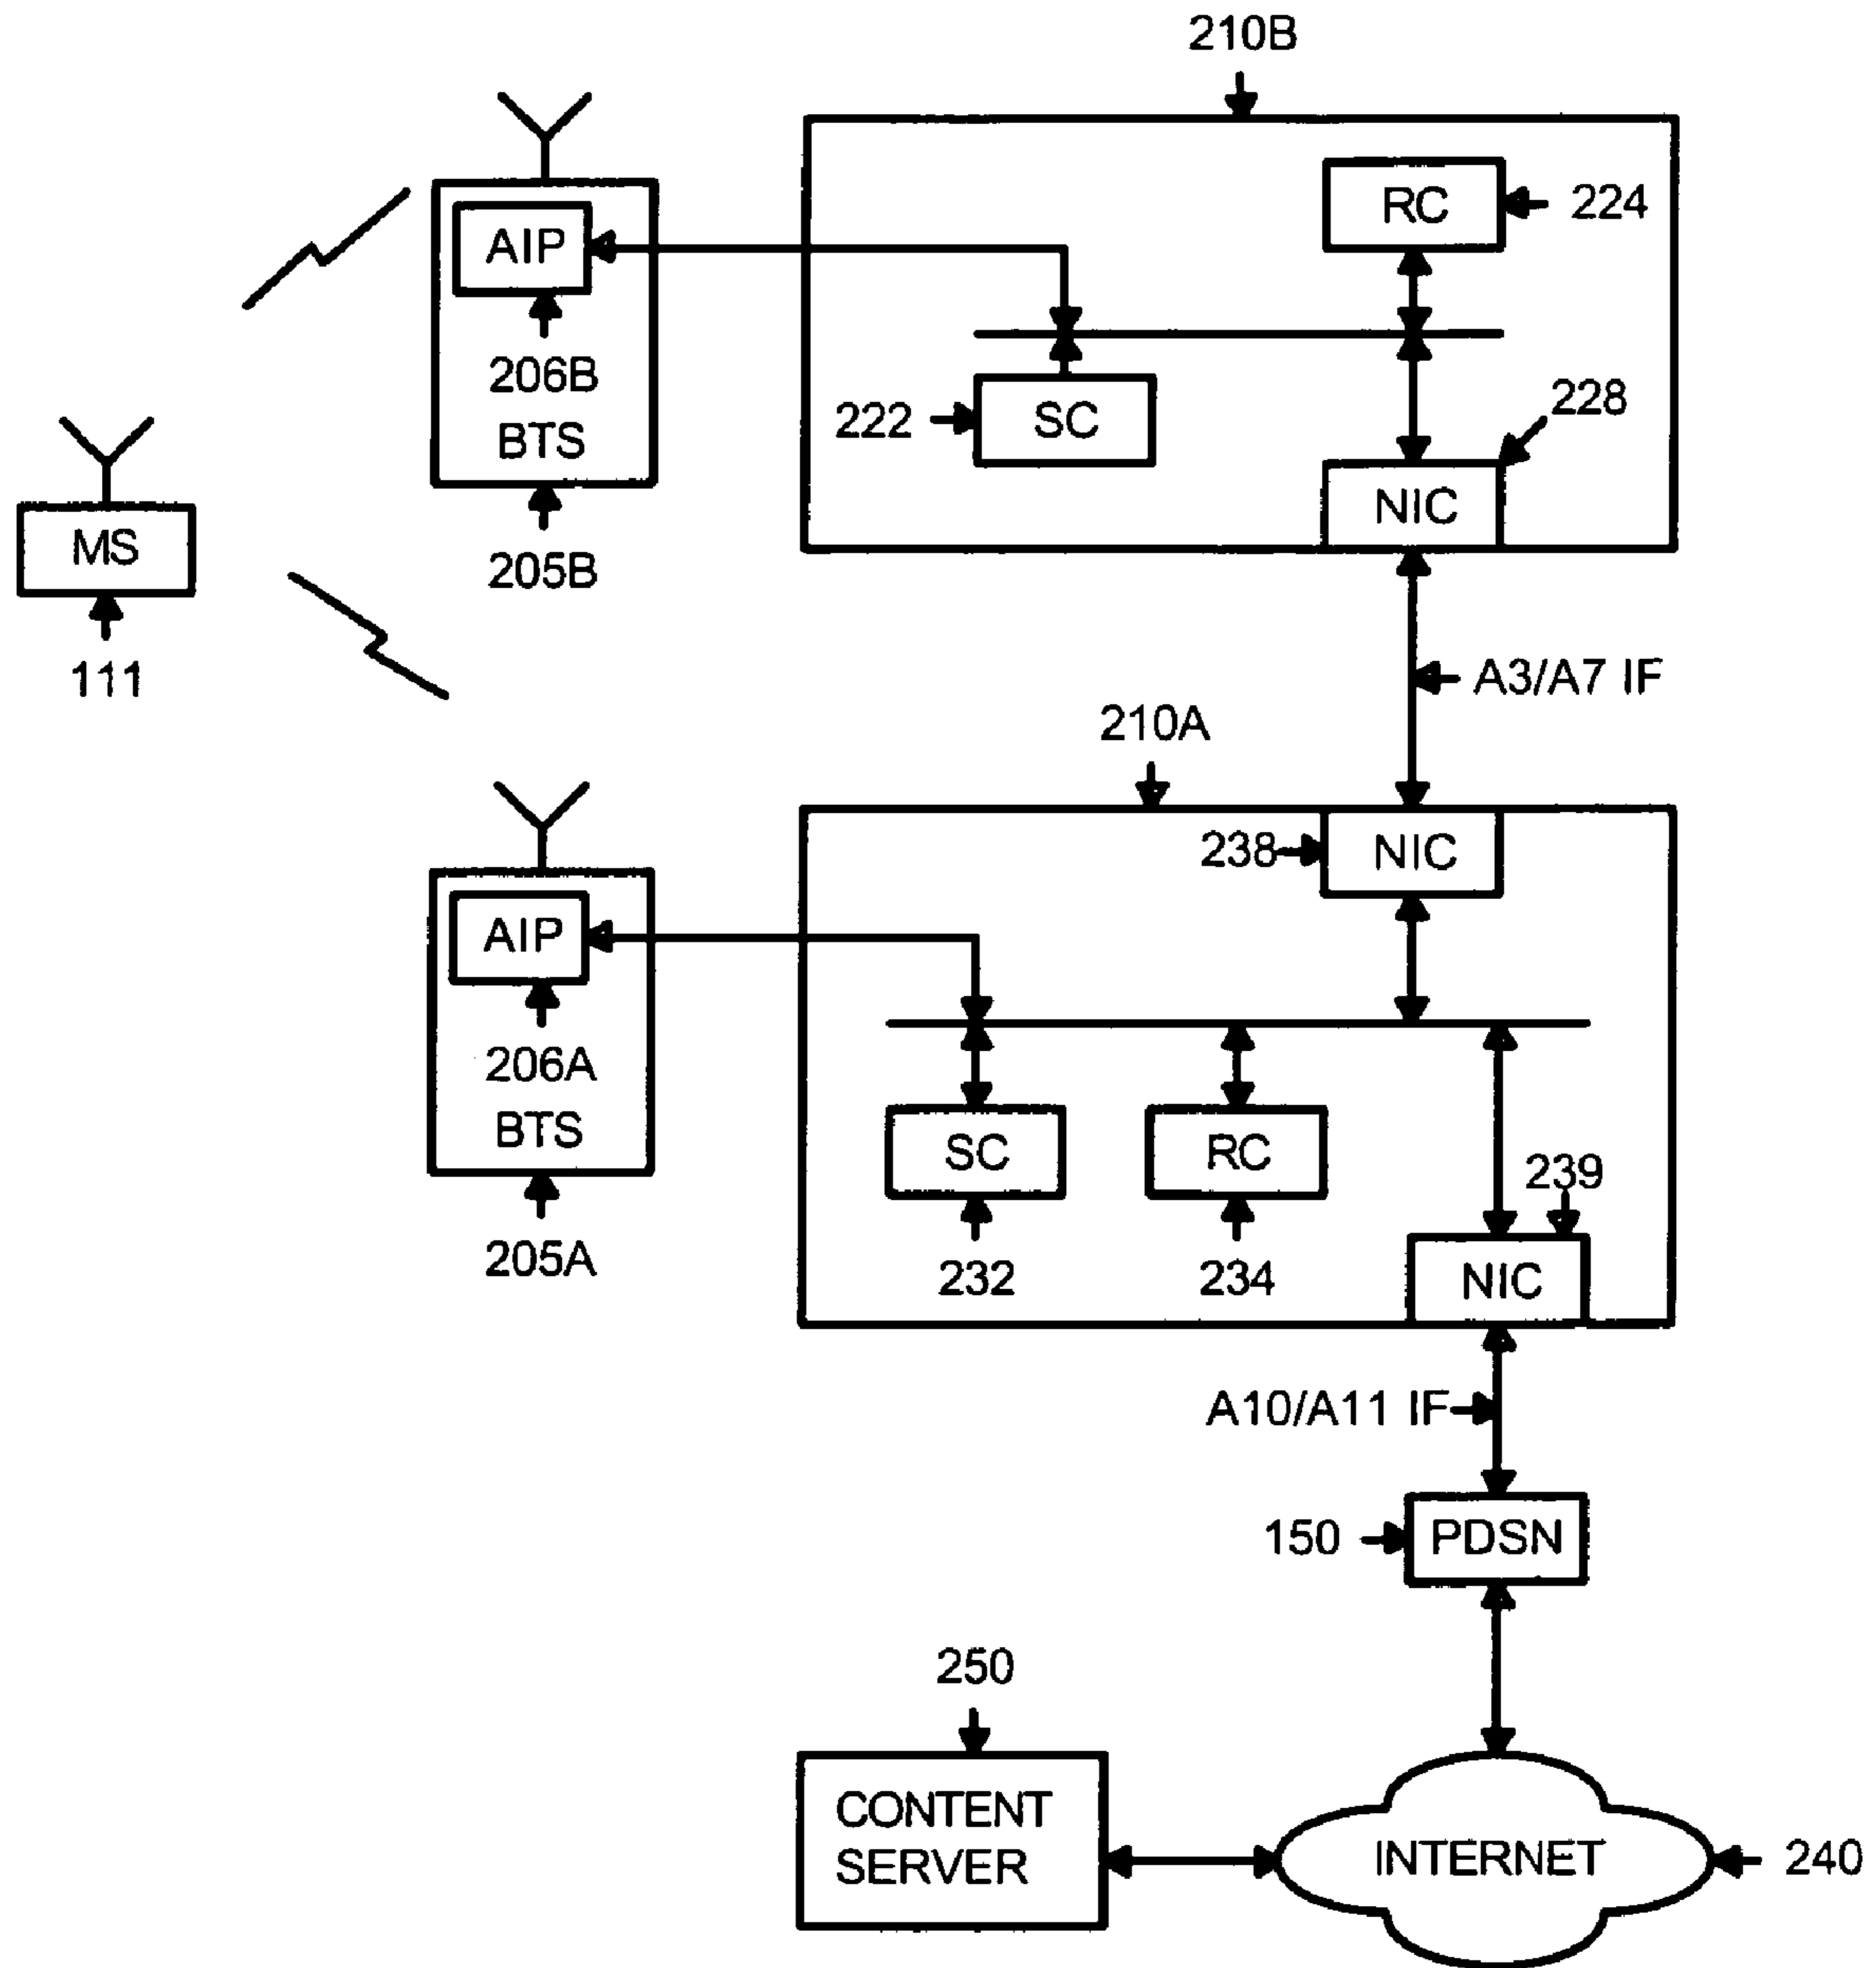 210B
RC
224
AIP
206B
BTS
205B
222
SC
228
NIC
MS
111
A3/A7 IF
210A
238
NIC
AIP
206A
BTS
205A
SC
RC
239
232
234
NIC
A10/A11 IF
150
PDSN
250
CONTENT
SERVER
INTERNET
240